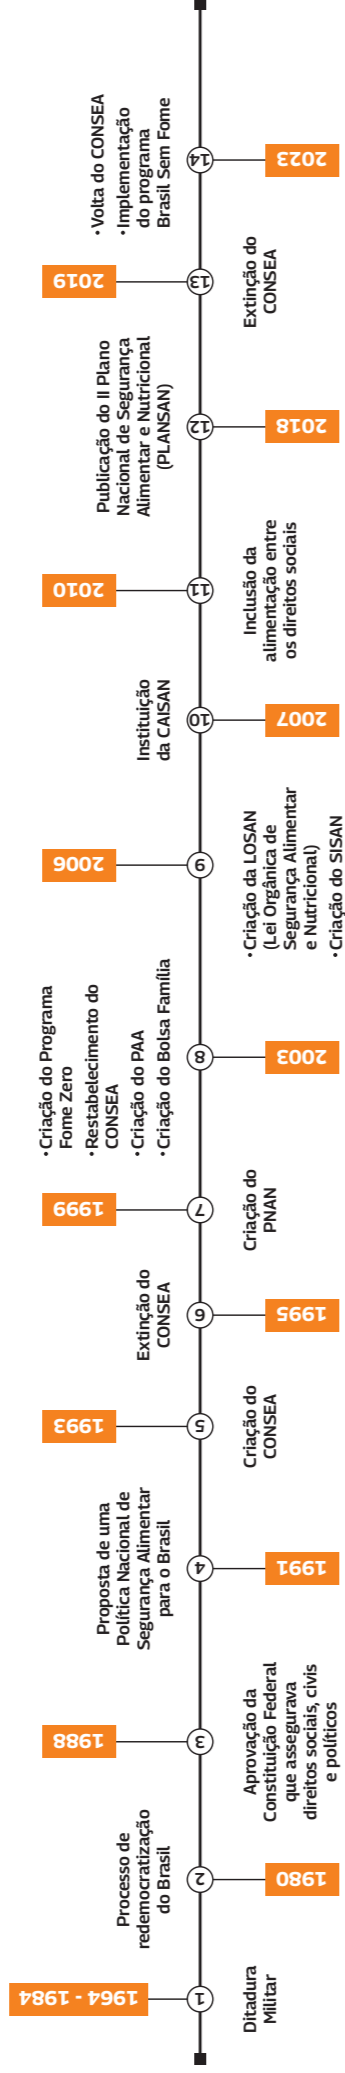 1964 - 1984
1
Ditadura
Militar
1980
2
Processo de
redemocratização
do Brasil
1988
3
Aprovação da
Constituição Federal
que assegurava
direitos sociais, civis
e políticos
1991
4
Proposta de uma
Política Nacional de
Segurança Alimentar
para o Brasil
1993
5
Criação do
CONSEA
1995
6
Extinção do
CONSEA
1999
7
Criação do
PNAN
2003
8
• Criação do Programa
Fome Zero
• Restabelecimento do
CONSEA
• Criação do PAA
• Criação do Bolsa Família
2006
9
• Criação da LOSAN
(Lei Orgânica de
Segurança Alimentar
e Nutricional)
• Criação do SISAN
2007
10
Instituição
da CAISAN
2010
11
Inclusão da
alimentação entre
os direitos sociais
2018
12
Publicação do II Plano
Nacional de Segurança
Alimentar e Nutricional
(PLANSAN)
2019
13
Extinção do
CONSEA
2023
14
• Volta do CONSEA
• Implementação
do programa
Brasil Sem Fome